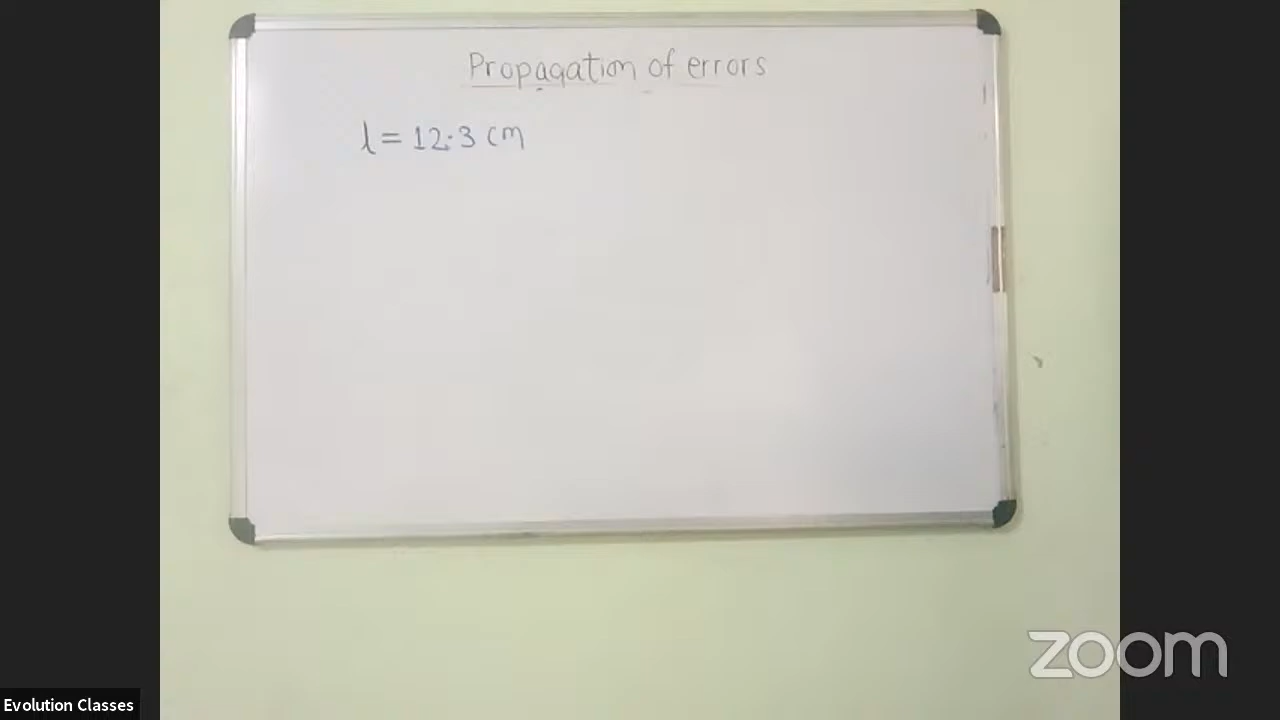 Propagation of errors
l = 12.3 cm
zoom
Evolution Classes